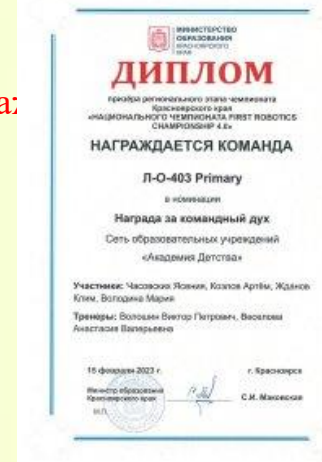 МИНИСТЕРСТВО
ОБРАЗОВАНИЯ
КРАСНОЯРСКОГО
КРАЯ
ДИПЛОМ
призёра регионального этапа чемпионата
Красноярского края
«НАЦИОНАЛЬНОГО ЧЕМПИОНАТА FIRST ROBOTICS
CHAMPIONSHIP 4.0»
НАГРАЖДАЕТСЯ КОМАНДА
Л-О-403 Primary
в номинации
Награда за командный дух
Сеть образовательных учреждений
«Академия Детства»
Участники: Часовских Ясения, Козлов Артём, Жданов
Клим, Володина Мария
Тренеры: Волошин Виктор Петрович, Веселова
Анастасия Валерьевна
15 февраля 2023 г. г. Красноярск
Министр образования
Красноярского края С.И. Маковская
М.П.